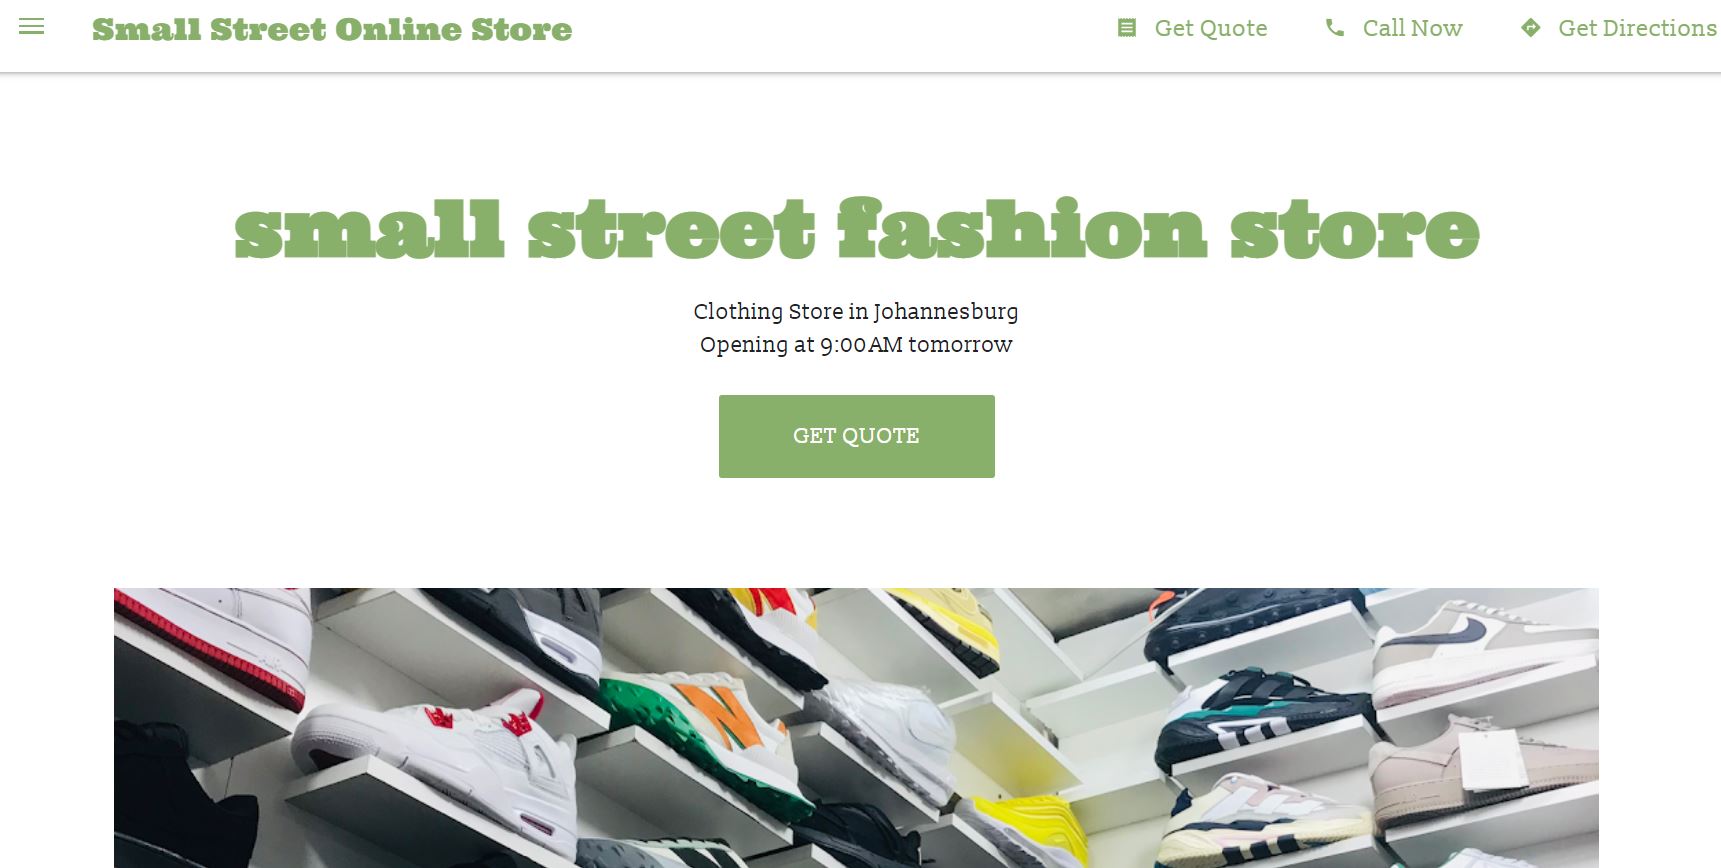 Small Street Online Store
Get Quote
Call Now
Get Directions
small street fashion store
Clothing Store in Johannesburg
Opening at 9:00 AM tomorrow
GET QUOTE